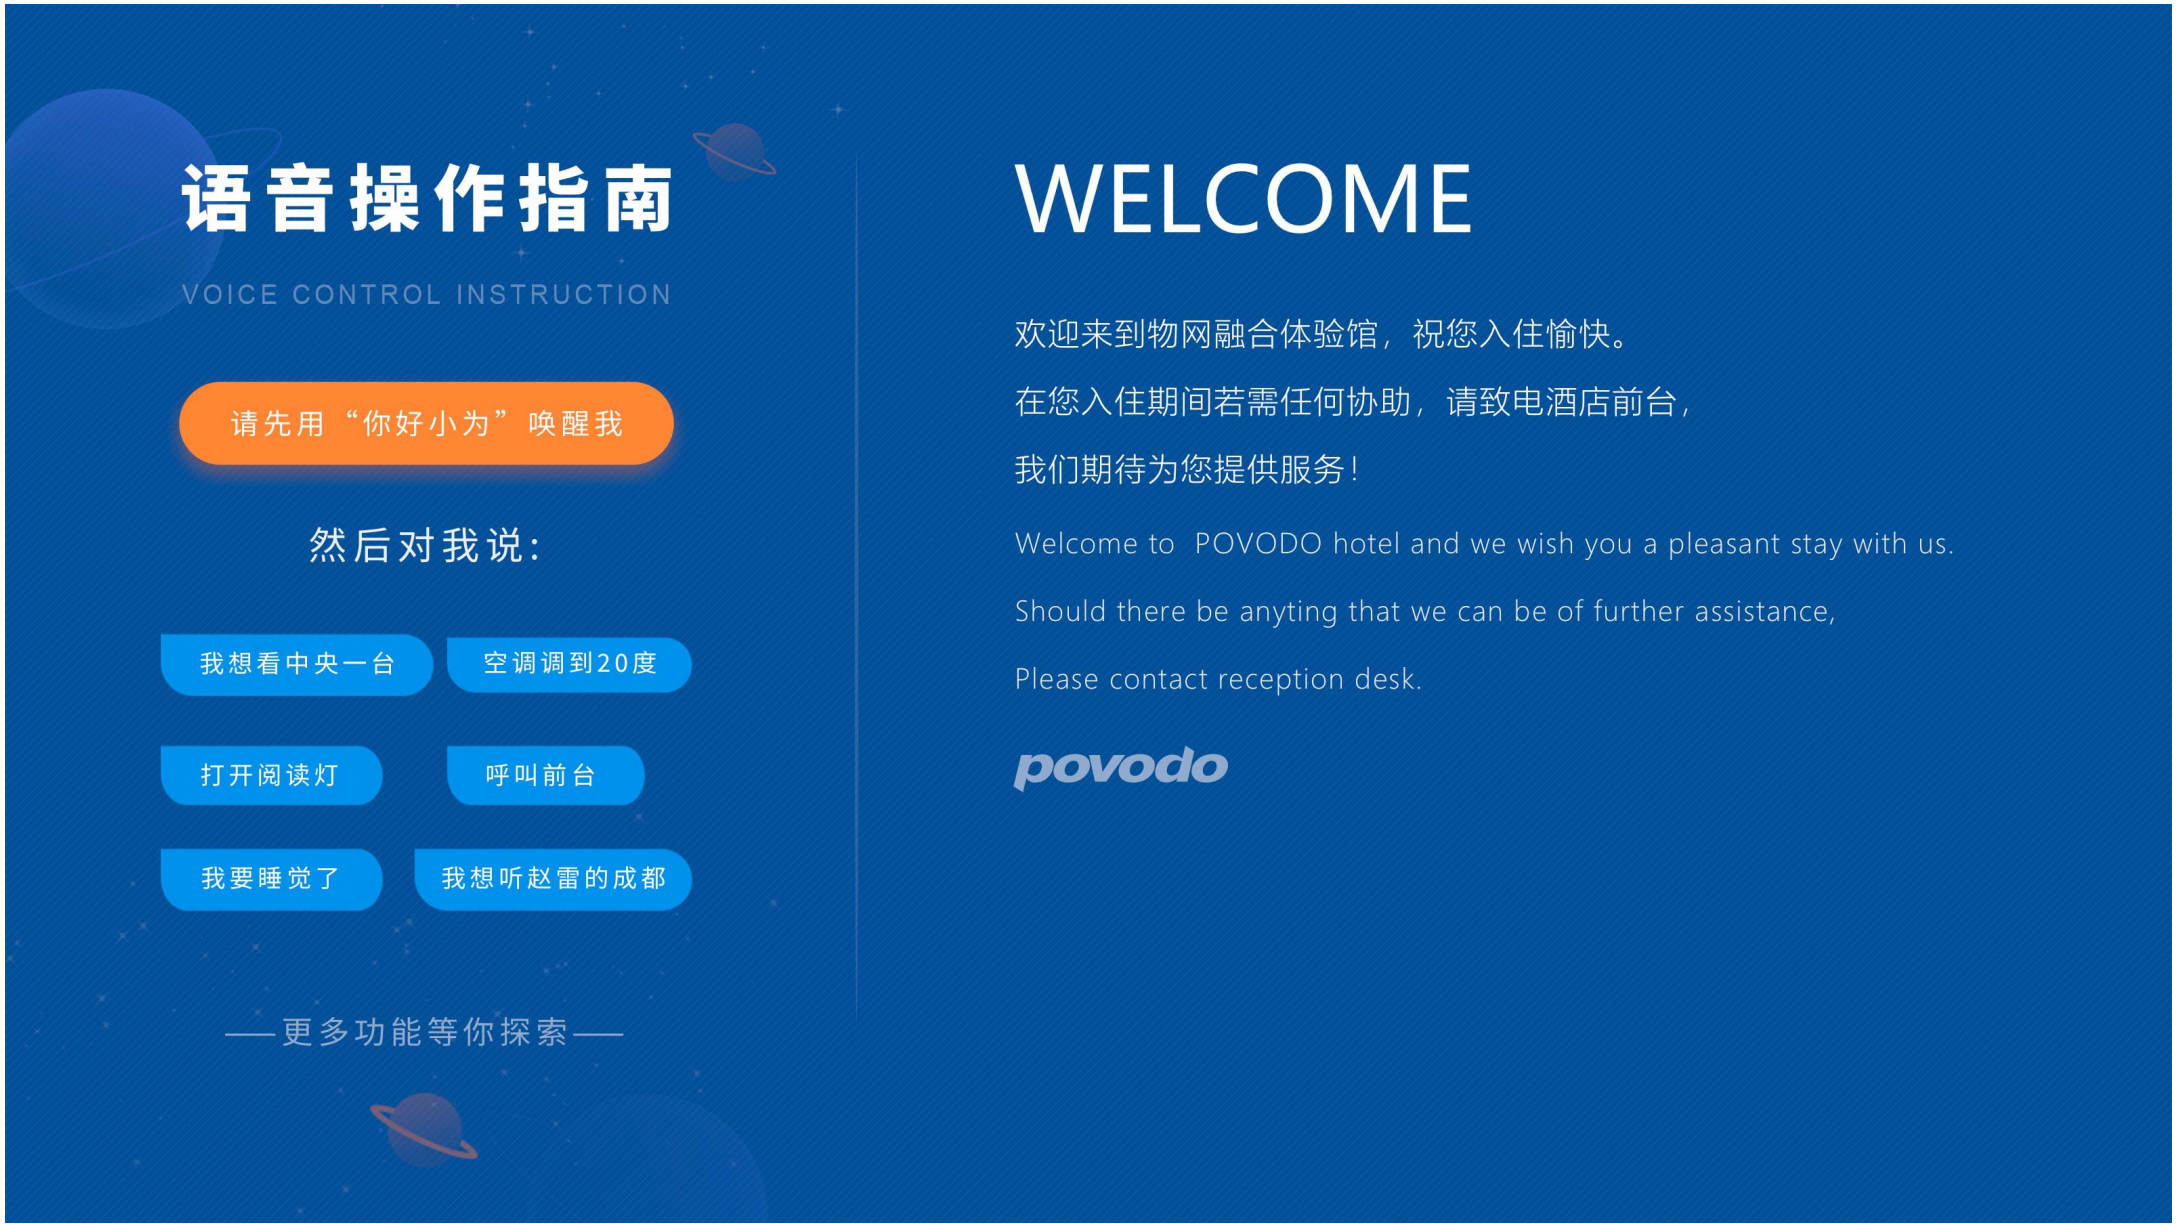 语音操作指南
VOICE CONTROL INSTRUCTION
请先用“你好小为”唤醒我
然后对我说:
我想看中央一台
空调调到20度
打开阅读灯
呼叫前台
我要睡觉了
我想听赵雷的成都
——更多功能等你探索——
WELCOME
欢迎来到物网融合体验馆，祝您入住愉快。
在您入住期间若需任何协助，请致电酒店前台，
我们期待为您提供服务！
Welcome to  POVODO hotel and we wish you a pleasant stay with us.
Should there be anyting that we can be of further assistance,
Please contact reception desk.
povodo